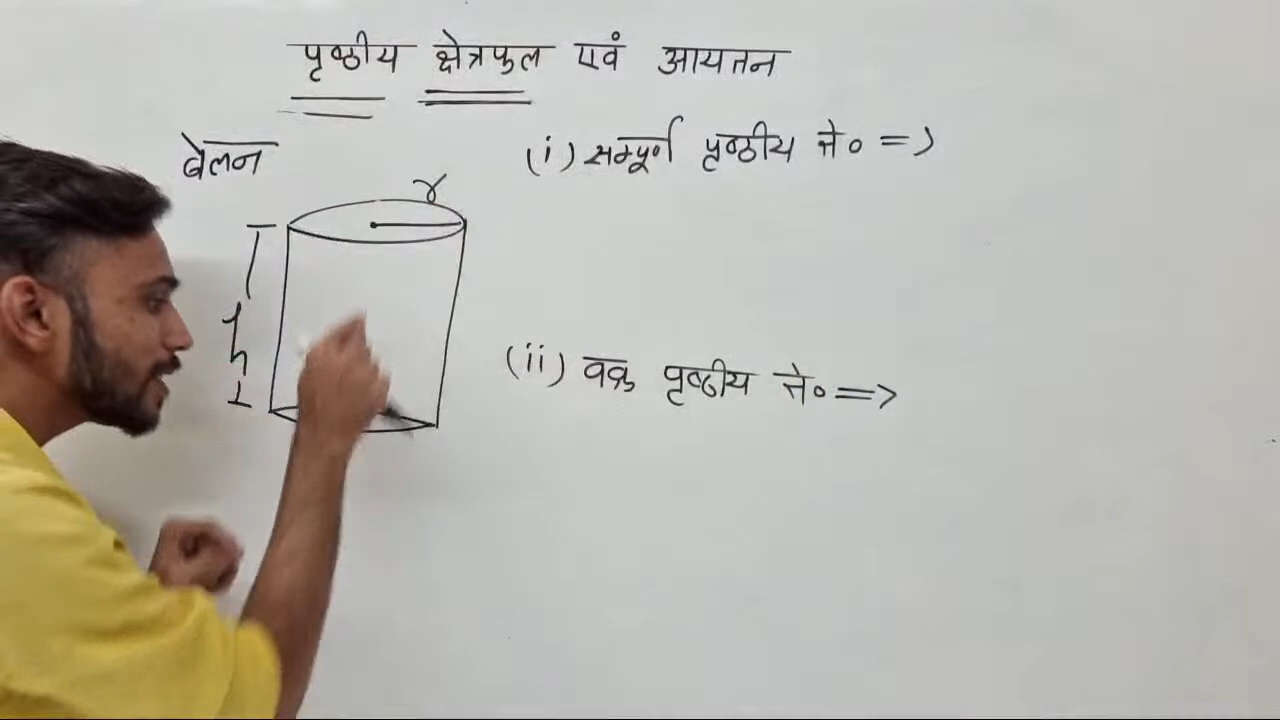 पृष्ठीय क्षेत्रफल एवं आयतन
बेलन
(i) सम्पूर्ण पृष्ठीय क्षे० =>
r
h
(ii) वक्र पृष्ठीय क्षे० =>